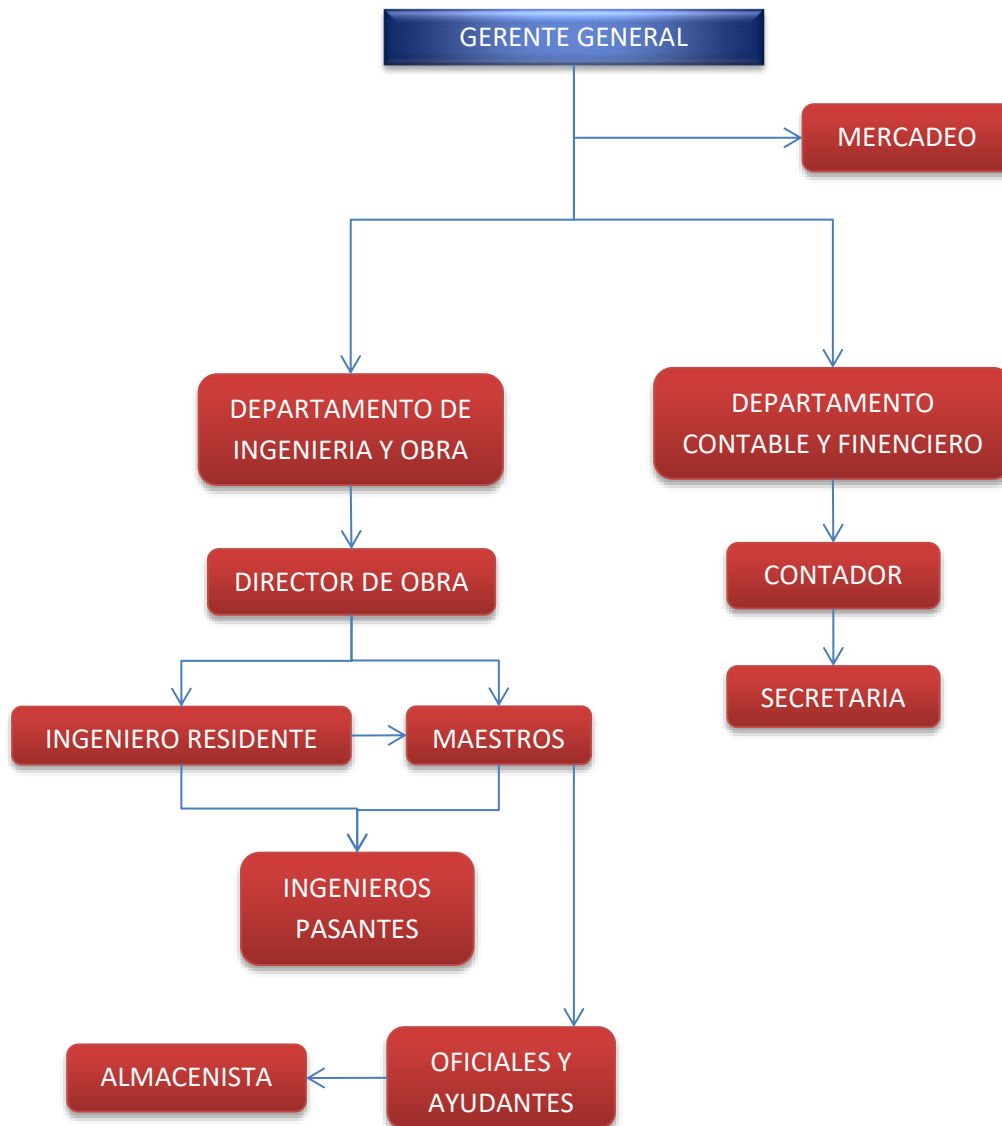 GERENTE GENERAL
MERCADEO
DEPARTAMENTO DE
INGENIERIA Y OBRA
DEPARTAMENTO
CONTABLE Y FINENCIERO
DIRECTOR DE OBRA
CONTADOR
INGENIERO RESIDENTE
MAESTROS
SECRETARIA
INGENIEROS
PASANTES
ALMACENISTA
OFICIALES Y
AYUDANTES